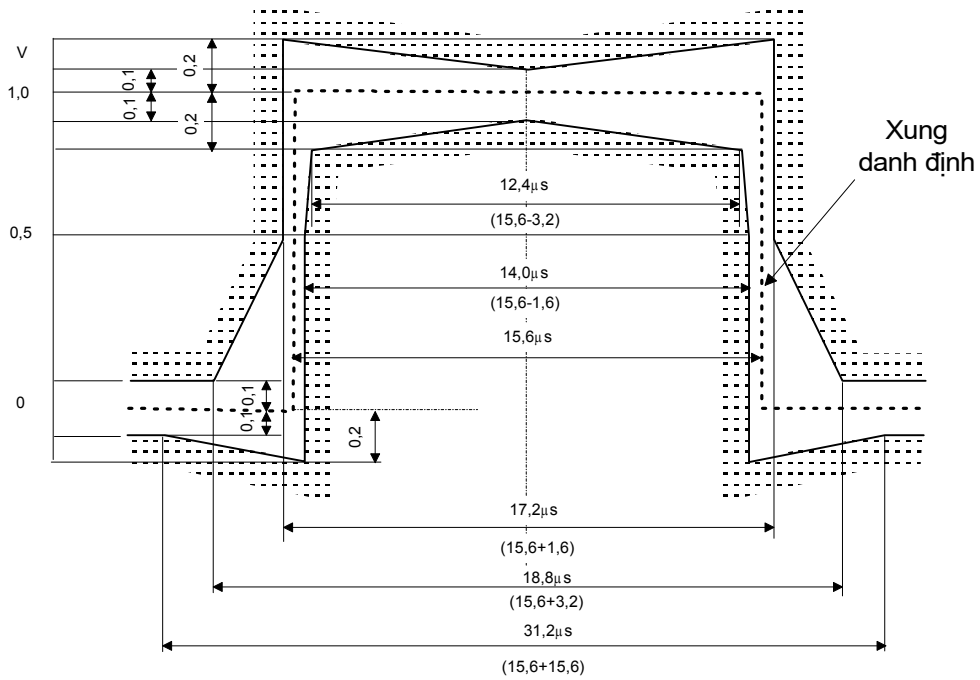 V
0,2
0,1
1,0
0,1
0,2
Xung
danh định
12,4μs
(15,6-3,2)
0,5
14,0μs
(15,6-1,6)
15,6μs
0,1
0
0,1
0,2
17,2μs
(15,6+1,6)
18,8μs
(15,6+3,2)
31,2μs
(15,6+15,6)